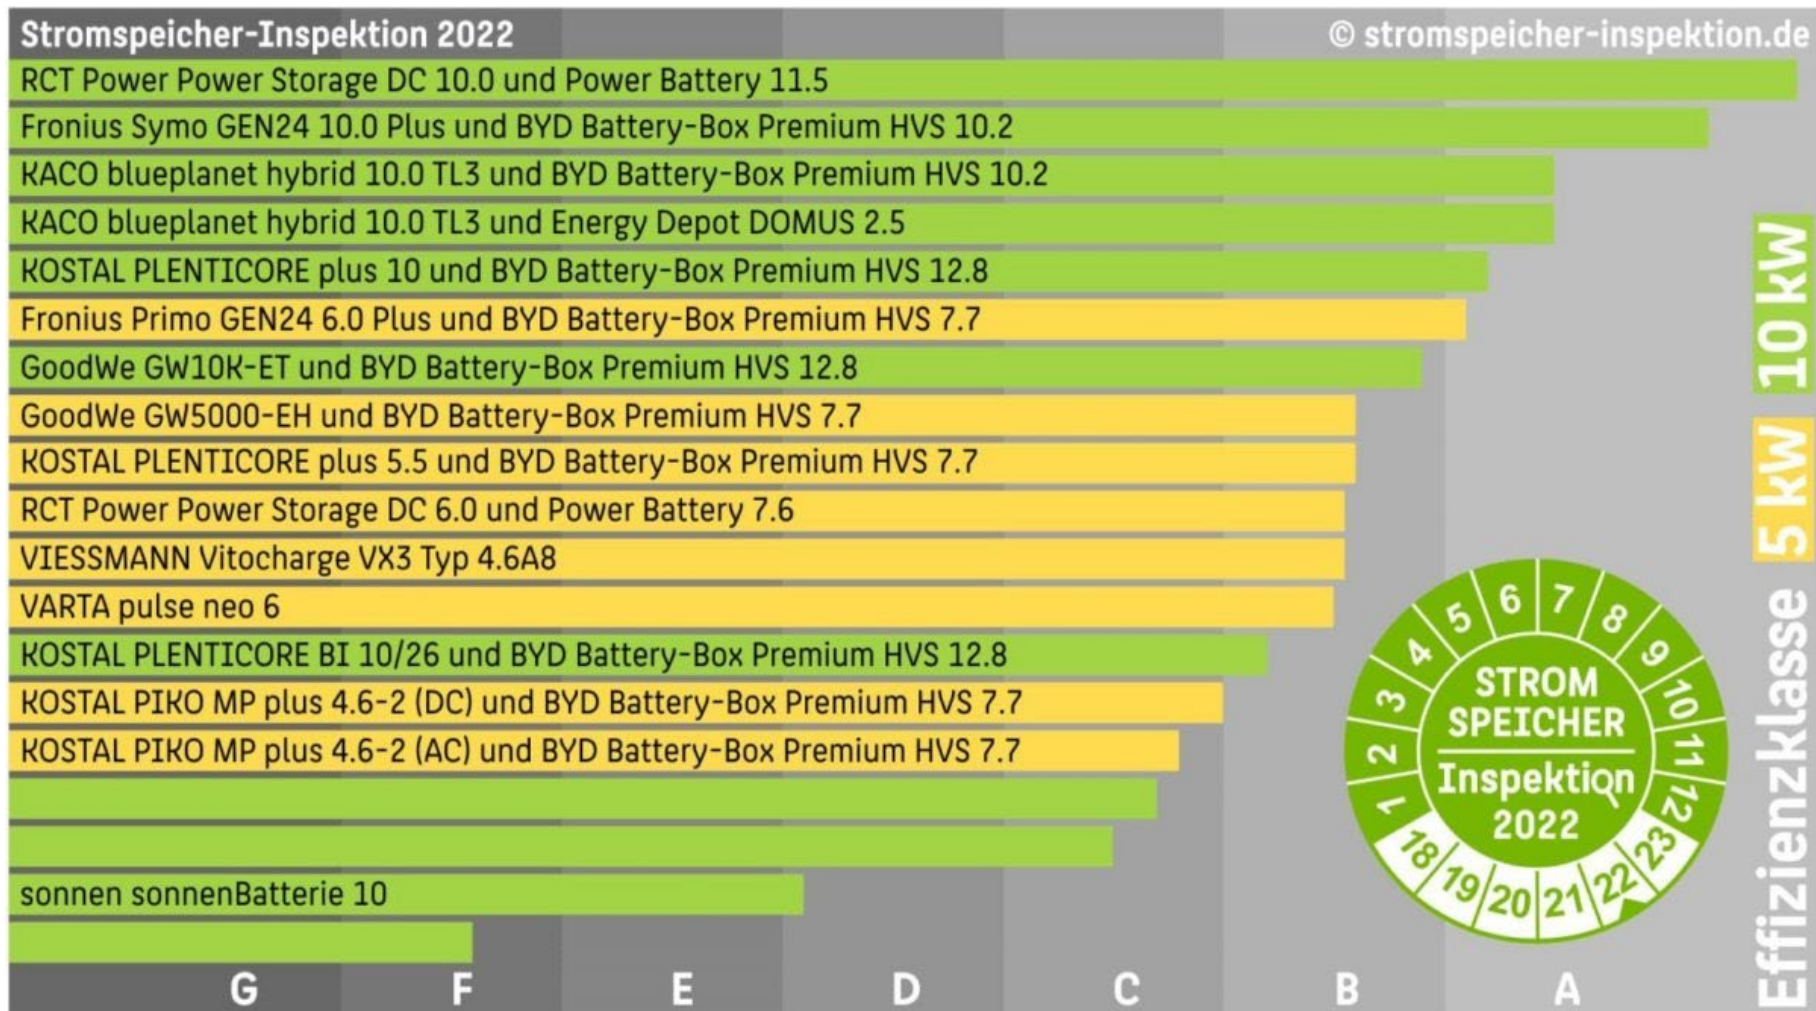 Stromspeicher-Inspektion 2022
© stromspeicher-inspektion.de
RCT Power Power Storage DC 10.0 und Power Battery 11.5
Fronius Symo GEN24 10.0 Plus und BYD Battery-Box Premium HVS 10.2
KACO blueplanet hybrid 10.0 TL3 und BYD Battery-Box Premium HVS 10.2
KACO blueplanet hybrid 10.0 TL3 und Energy Depot DOMUS 2.5
KOSTAL PLENTICORE plus 10 und BYD Battery-Box Premium HVS 12.8
Fronius Primo GEN24 6.0 Plus und BYD Battery-Box Premium HVS 7.7
GoodWe GW10K-ET und BYD Battery-Box Premium HVS 12.8
GoodWe GW5000-EH und BYD Battery-Box Premium HVS 7.7
KOSTAL PLENTICORE plus 5.5 und BYD Battery-Box Premium HVS 7.7
RCT Power Power Storage DC 6.0 und Power Battery 7.6
VIESSMANN Vitocharge VX3 Typ 4.6A8
VARTA pulse neo 6
KOSTAL PLENTICORE BI 10/26 und BYD Battery-Box Premium HVS 12.8
KOSTAL PIKO MP plus 4.6-2 (DC) und BYD Battery-Box Premium HVS 7.7
KOSTAL PIKO MP plus 4.6-2 (AC) und BYD Battery-Box Premium HVS 7.7
sonnen sonnenBatterie 10
G F E D C B A
Effizienzklasse 5 kW 10 kW
1 2 3 4 5 6 7 8 9 10 11 12
STROM
SPEICHER
Inspektion
2022
18 19 20 21 22 23